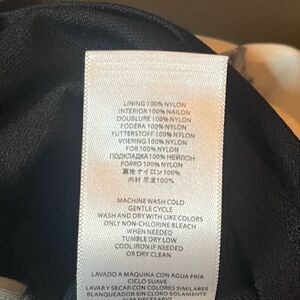 LINING 100% NYLON
INTERIOR 100% NAILON
DOUBLURE 100% NYLON
FODERA 100% NYLON
FUTTERSTOFF 100% NYLON
VOERING 100% NYLON
FOR 100% NYLON
ПОДКЛАДКА 100% НЕЙЛОН
FORRO 100% NYLON
裏地 ナイロン 100%
内衬 尼龙 100%
MACHINE WASH COLD
GENTLE CYCLE
WASH AND DRY WITH LIKE COLORS
ONLY NON-CHLORINE BLEACH
WHEN NEEDED
TUMBLE DRY LOW
COOL IRON IF NEEDED
OR DRY CLEAN
LAVADO A MÁQUINA CON AGUA FRIA
CICLO SUAVE
LAVAR Y SECAR CON COLORES SIMILARES
BLANQUEADOR SIN CLORO SOLAMENTE